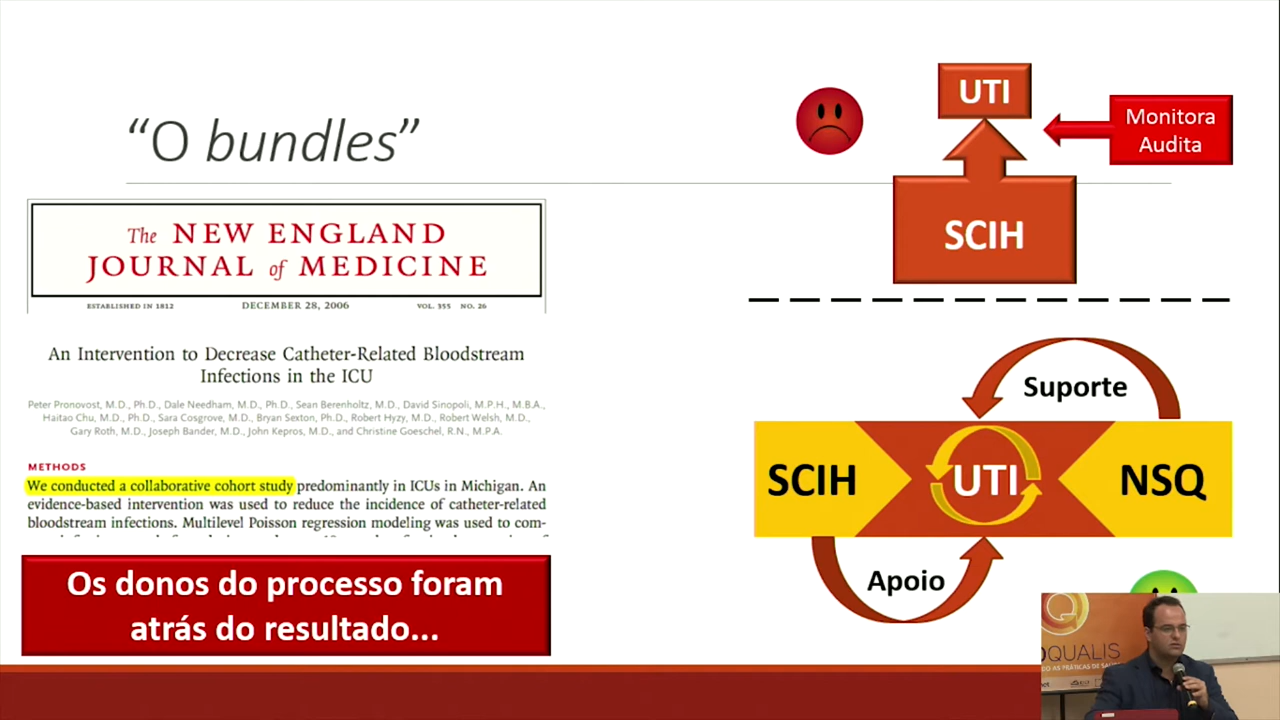 “O bundles”
The NEW ENGLAND
JOURNAL of MEDICINE
ESTABLISHED IN 1812 DECEMBER 28, 2006 VOL. 355 NO. 26
An Intervention to Decrease Catheter-Related Bloodstream
Infections in the ICU
Peter Pronovost, M.D., Ph.D., Dale Needham, M.D., Ph.D., Sean Berenholtz, M.D., David Sinopoli, M.P.H., M.B.A.,
Haitao Chu, M.D., Ph.D., Sara Cosgrove, M.D., Bryan Sexton, Ph.D., Robert Hyzy, M.D., Robert Welsh, M.D.,
Gary Roth, M.D., Joseph Bander, M.D., John Kepros, M.D., and Christine Goeschel, R.N., M.P.A.
METHODS
We conducted a collaborative cohort study predominantly in ICUs in Michigan. An
evidence-based intervention was used to reduce the incidence of catheter-related
bloodstream infections. Multilevel Poisson regression modeling was used to com-
Os donos do processo foram
atrás do resultado...
UTI
Monitora
Audita
SCIH
Suporte
SCIH
UTI
NSQ
Apoio
QUALIS